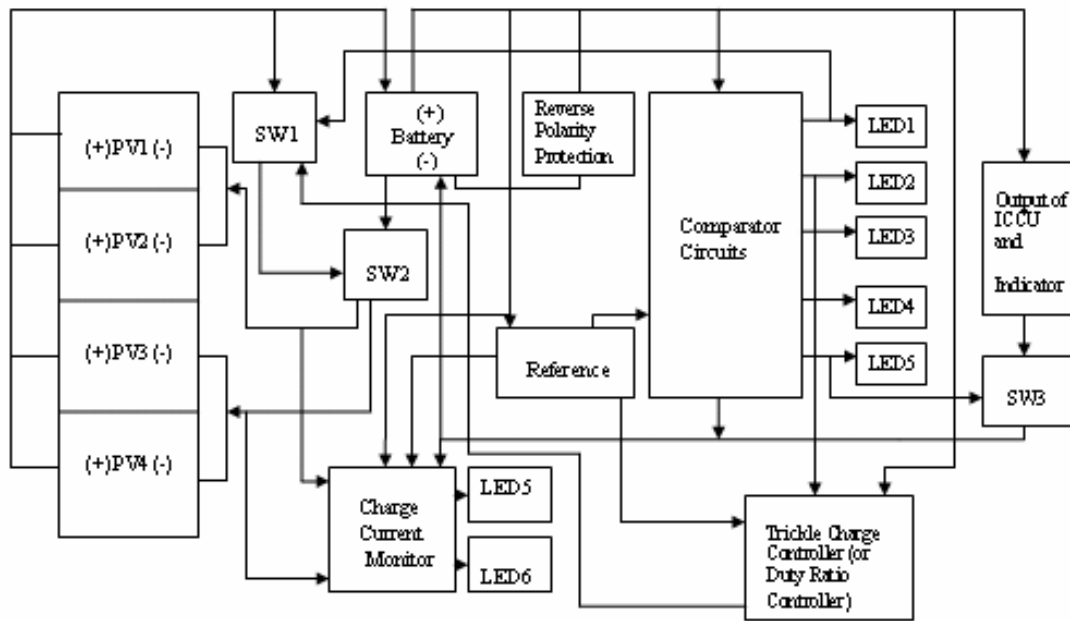 (+)PV1 (-)
(+)PV2 (-)
(+)PV3 (-)
(+)PV4 (-)
SW1
(+)
Battery
(-)
SW2
Reverse
Polarity
Protection
Comparator
Circuits
LED1
LED2
LED3
LED4
LED5
Output of
ICCU
and
Indicator
SW3
Reference
Charge
Current
Monitor
LED5
LED6
Trickle Charge
Controller (or
Duty Ratio
Controller)